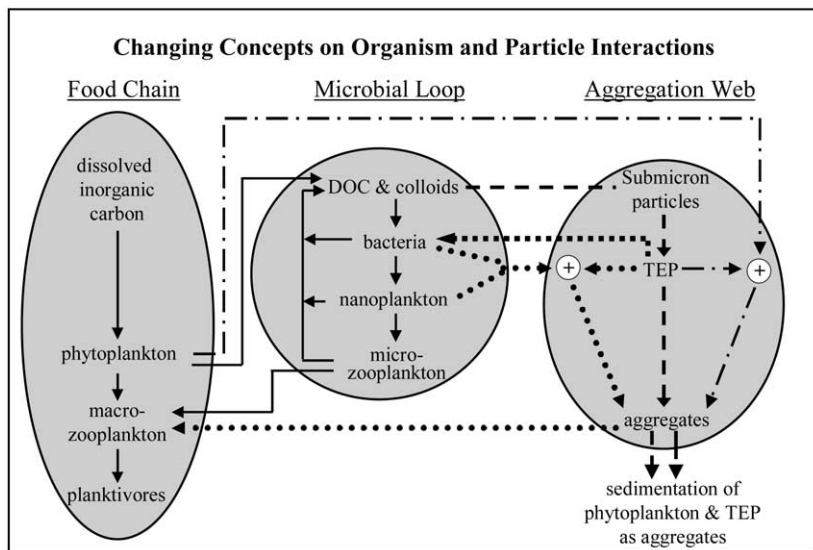 Changing Concepts on Organism and Particle Interactions
Food Chain
Microbial Loop
Aggregation Web
dissolved
inorganic
carbon
phytoplankton
macro-
zooplankton
planktivores
DOC & colloids
bacteria
nanoplankton
micro-
zooplankton
Submicron
particles
+
TEP
+
aggregates
sedimentation of
phytoplankton & TEP
as aggregates